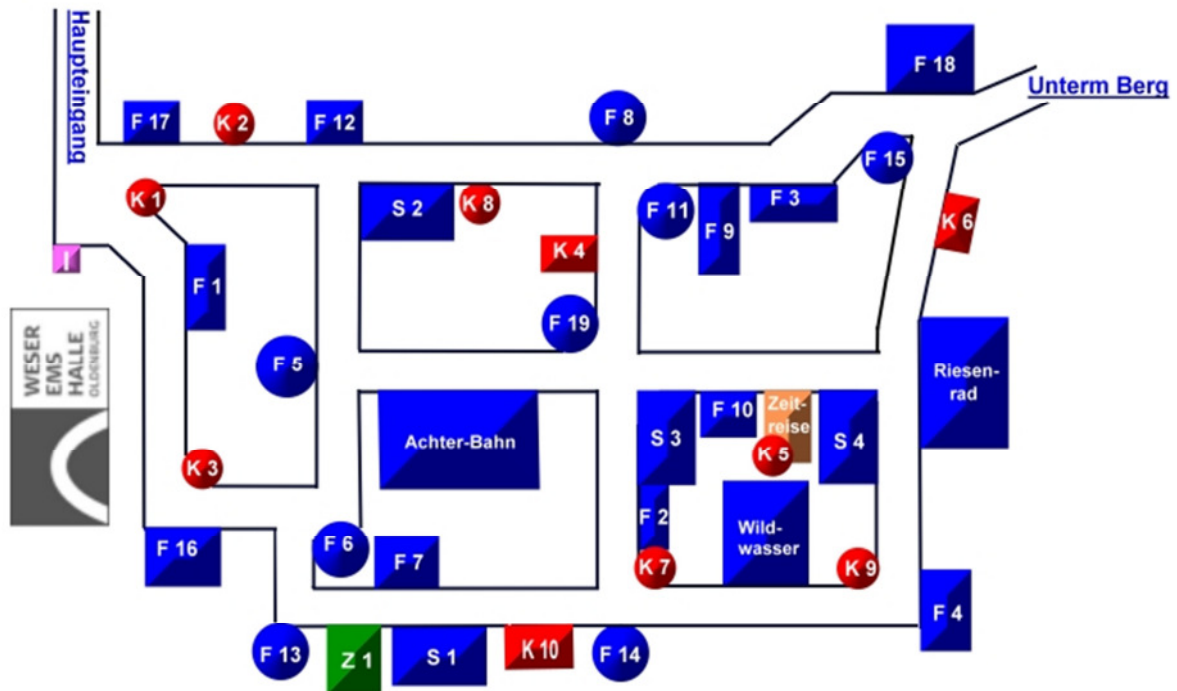 Haupteingang
F 18
Unterm Berg
F 17
K 2
F 12
F 8
F 15
K 1
S 2
K 8
F 11
F 9
F 3
K 6
K 4
I
F 1
F 19
WESER
EMS
HALLE
OLDENBURG
F 5
Riesen-
rad
Achter-Bahn
S 3
F 10
Zeit-
reise
S 4
K 5
K 3
F 2
Wild-
wasser
F 16
F 6
F 7
K 7
K 9
F 4
F 13
Z 1
S 1
K 10
F 14